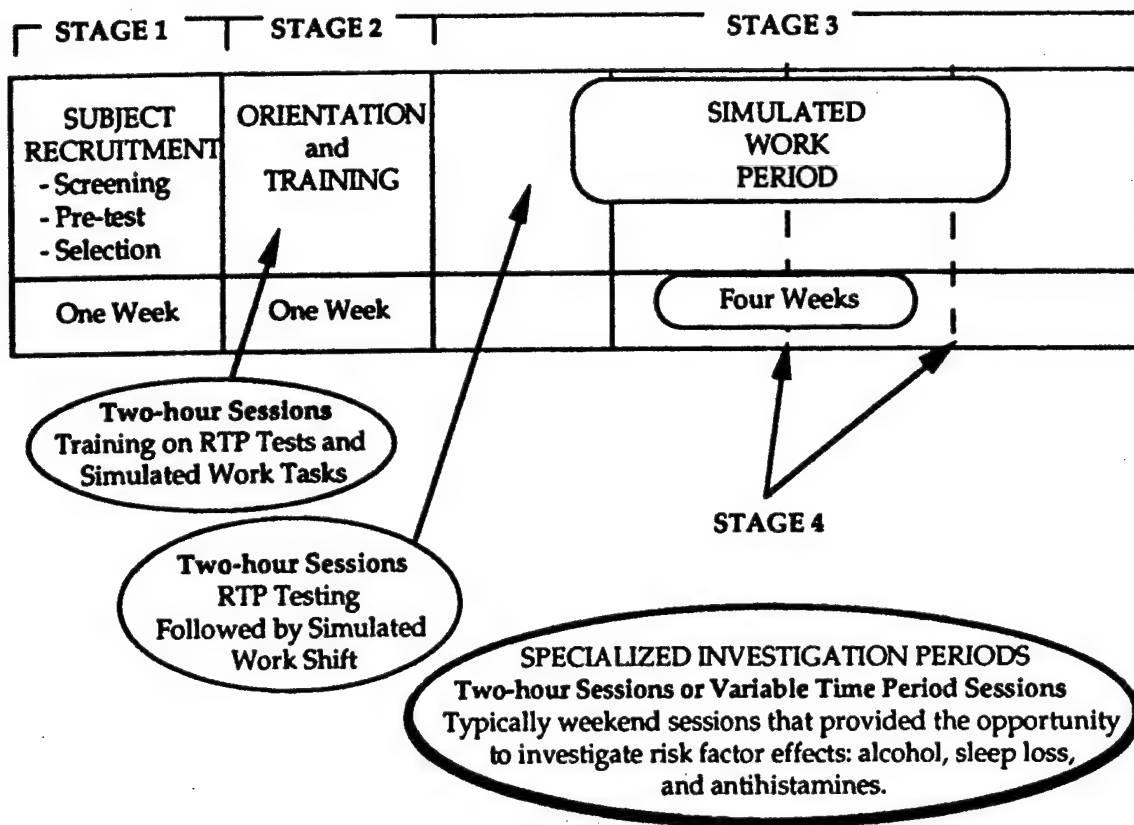 STAGE 1 STAGE 2 STAGE 3
SUBJECT
RECRUITMENT
- Screening
- Pre-test
- Selection
ORIENTATION
and
TRAINING
SIMULATED
WORK
PERIOD
One Week
One Week
Four Weeks
Two-hour Sessions
Training on RTP Tests and
Simulated Work Tasks
STAGE 4
Two-hour Sessions
RTP Testing
Followed by Simulated
Work Shift
SPECIALIZED INVESTIGATION PERIODS
Two-hour Sessions or Variable Time Period Sessions
Typically weekend sessions that provided the opportunity
to investigate risk factor effects: alcohol, sleep loss,
and antihistamines.